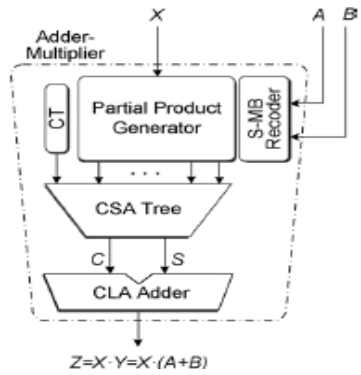 X
A
B
Adder-
Multiplier
CT
Partial Product
Generator
S-MB
Recoder
. . .
CSA Tree
C
S
CLA Adder
Z=X·Y=X·(A+B)